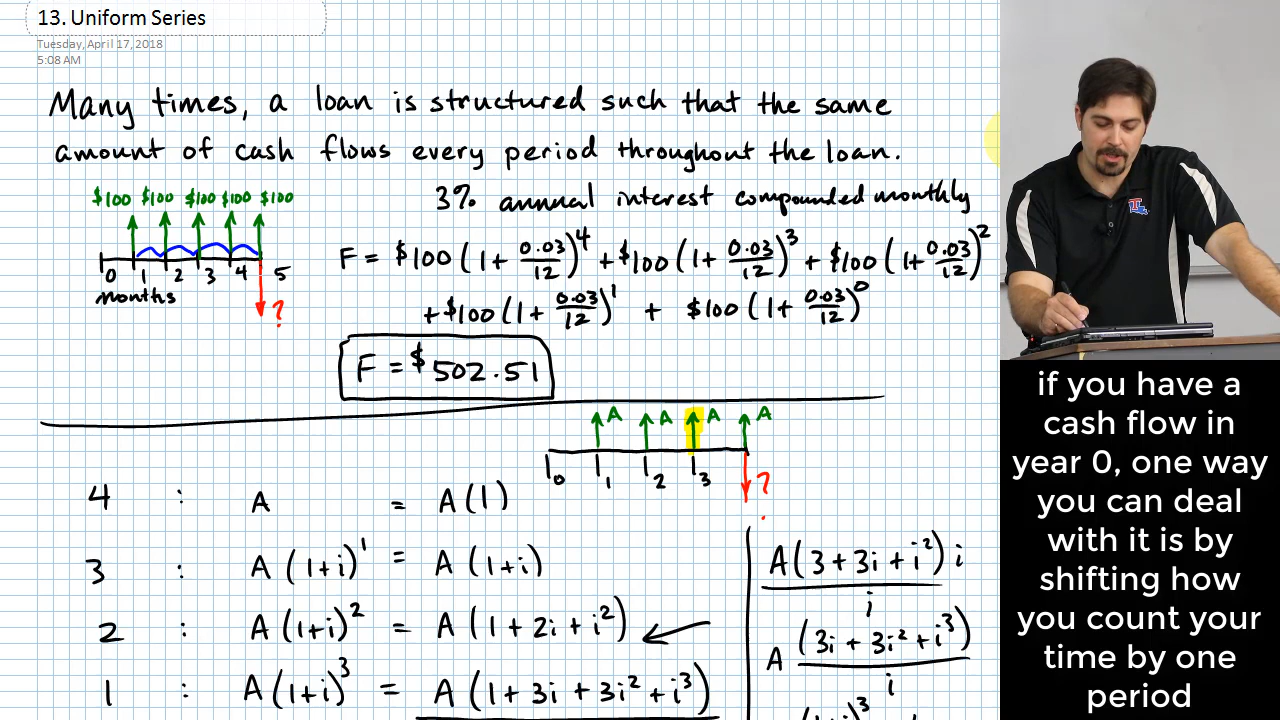 13. Uniform Series
Tuesday, April 17, 2018
5:08 AM
Many times, a loan is structured such that the same
amount of cash flows every period throughout the loan.
$100 $100 $100 $100 $100
0 1 2 3 4 5
months
?
3% annual interest compounded monthly
F = $100 (1 + 0.03/12)^4 + $100 (1 + 0.03/12)^3 + $100 (1 + 0.03/12)^2
+ $100 (1 + 0.03/12)^1 + $100 (1 + 0.03/12)^0
F = $502.51
A A A A
0 1 2 3
?
4 : A = A(1)
3 : A(1+i)^1 = A(1+i)
2 : A(1+i)^2 = A(1 + 2i + i^2)
1 : A(1+i)^3 = A(1 + 3i + 3i^2 + i^3)
A(3 + 3i + i^2) i
i
A (3i + 3i^2 + i^3)
i
if you have a
cash flow in
year 0, one way
you can deal
with it is by
shifting how
you count your
time by one
period